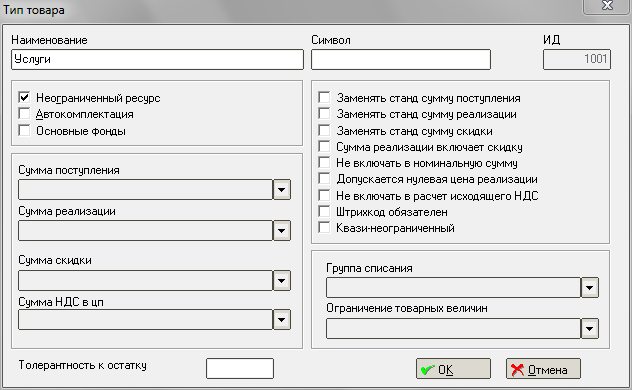 Тип товара
Наименование
Символ
ИД
Услуги
1001
Неограниченный ресурс
Автокомплектация
Основные фонды
Заменять станд сумму поступления
Заменять станд сумму реализации
Заменять станд сумму скидки
Сумма реализации включает скидку
Не включать в номинальную сумму
Допускается нулевая цена реализации
Не включать в расчет исходящего НДС
Штрихкод обязателен
Квази-неограниченный
Сумма поступления
Сумма реализации
Сумма скидки
Сумма НДС в цп
Группа списания
Ограничение товарных величин
Толерантность к остатку
OK
Отмена